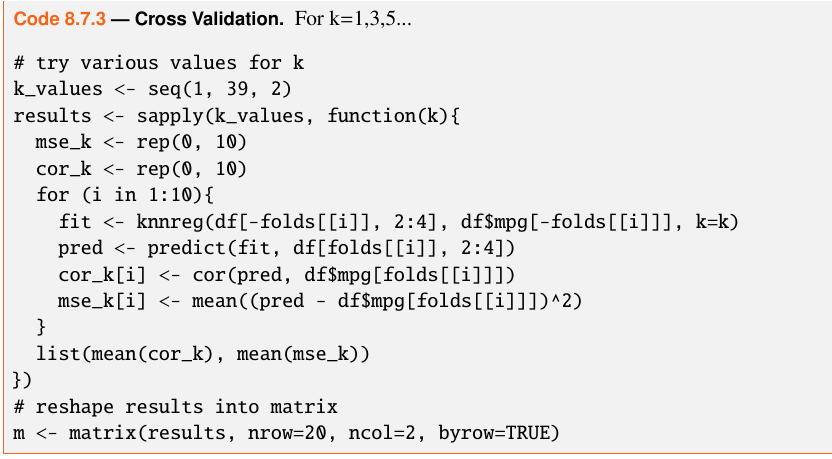 Code 8.7.3 — Cross Validation. For k=1,3,5...
# try various values for k
k_values <- seq(1, 39, 2)
results <- sapply(k_values, function(k){
  mse_k <- rep(0, 10)
  cor_k <- rep(0, 10)
  for (i in 1:10){
    fit <- knnreg(df[-folds[[i]], 2:4], df$mpg[-folds[[i]]], k=k)
    pred <- predict(fit, df[folds[[i]], 2:4])
    cor_k[i] <- cor(pred, df$mpg[folds[[i]]])
    mse_k[i] <- mean((pred - df$mpg[folds[[i]]])^2)
  }
  list(mean(cor_k), mean(mse_k))
})
# reshape results into matrix
m <- matrix(results, nrow=20, ncol=2, byrow=TRUE)